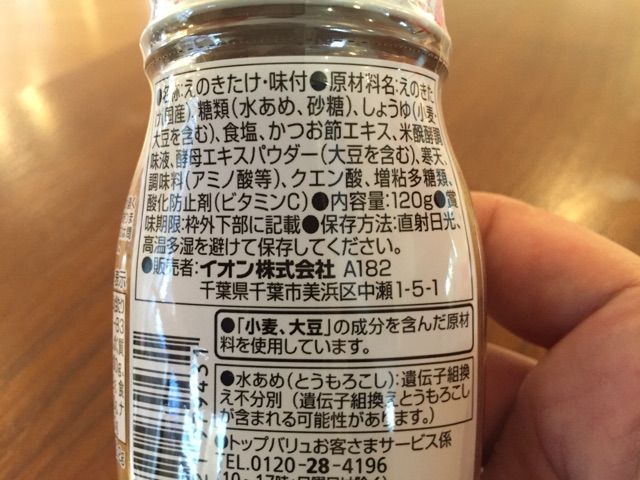 ●名称:えのきたけ・味付●原材料名:えのきた
け(国産)、糖類(水あめ、砂糖)、しょうゆ(小麦・
大豆を含む)、食塩、かつお節エキス、米醗酵調
味液、酵母エキスパウダー(大豆を含む)、寒天、
調味料(アミノ酸等)、クエン酸、増粘多糖類、
酸化防止剤(ビタミンC)●内容量:120g●賞
味期限:枠外下部に記載●保存方法:直射日光、
高温多湿を避けて保存してください。
●販売者:イオン株式会社 A182
千葉県千葉市美浜区中瀬1-5-1
●「小麦、大豆」の成分を含んだ原材
料を使用しています。
●水あめ(とうもろこし):遺伝子組換
え不分別(遺伝子組換えとうもろこし
が含まれる可能性があります。)
●トップバリュお客さまサービス係
TEL.0120-28-4196